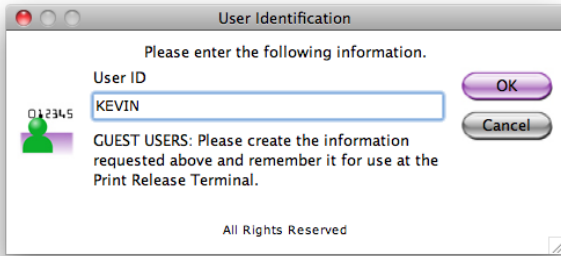 User Identification
Please enter the following information.
User ID
OK
012345
KEVIN
Cancel
GUEST USERS: Please create the information
requested above and remember it for use at the
Print Release Terminal.
All Rights Reserved